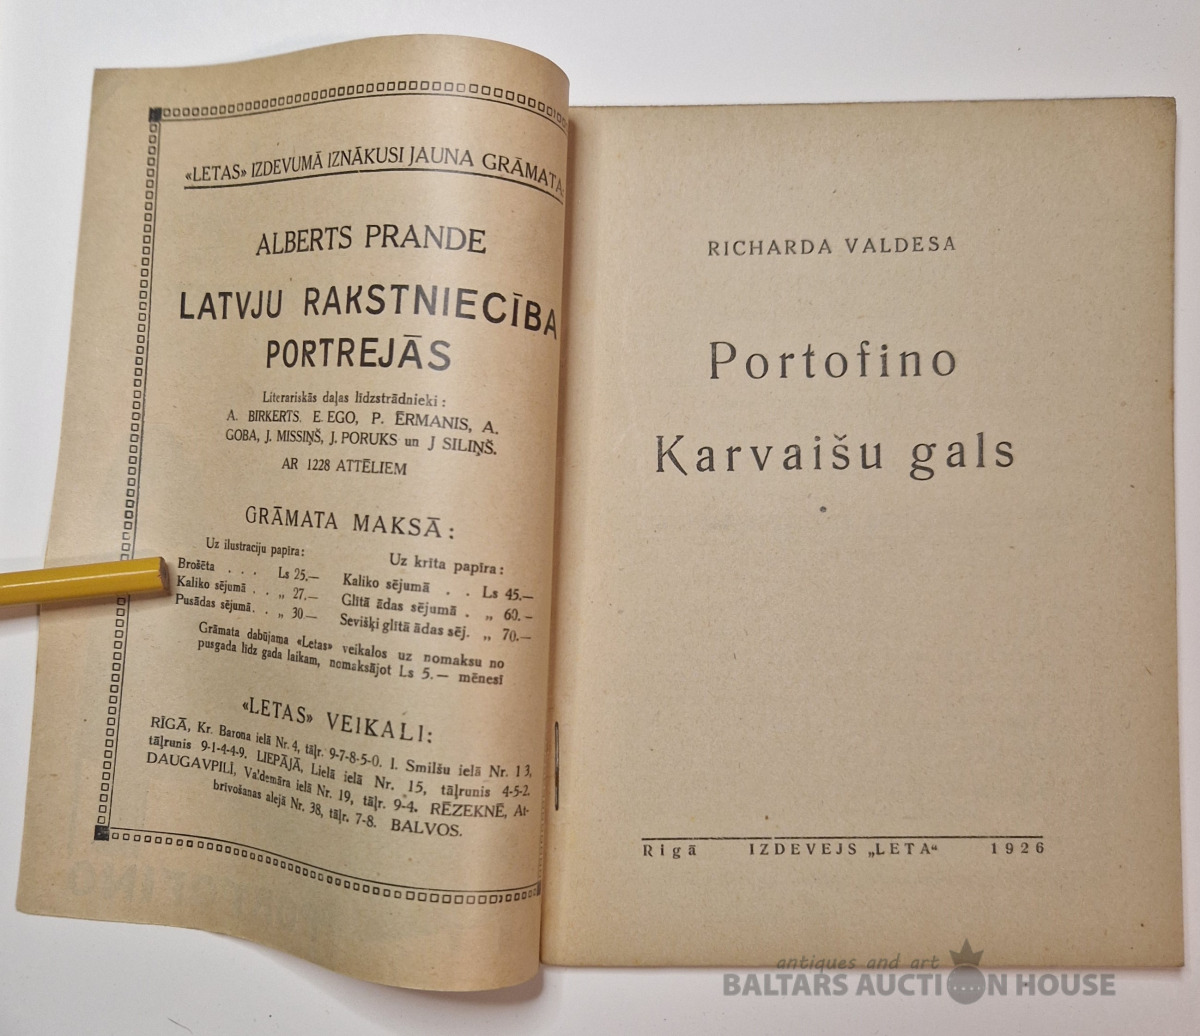 «LETAS» IZDEVUMĀ IZNĀKUSI JAUNA GRĀMATA:
ALBERTS PRANDE
LATVJU RAKSTNIECĪBA
PORTREJĀS
Literariskās daļas līdzstrādnieki:
A. BIRKERTS. E. EGO, P. ĒRMANIS, A.
GOBA, J. MISSIŅŠ, J. PORUKS un J SILIŅŠ.
AR 1228 ATTĒLIEM
GRĀMATA MAKSĀ:
Uz ilustraciju papīra:
Brošēta . . . Ls 25.—
Kaliko sējumā . . „ 27.—
Pusādas sējumā. . „ 30—
Uz krīta papīra:
Kaliko sējumā . . Ls 45.—
Glītā ādas sējumā . „ 60.—
Sevišķi glītā ādas sēj. „ 70.—
Grāmata dabūjama «Letas» veikalos uz nomaksu no
pusgada līdz gada laikam, nomaksājot Ls 5.— mēnesī
«LETAS» VEIKALI:
RĪGĀ, Kr. Barona ielā Nr. 4, tāļr. 9-7-8-5-0. I. Smilšu ielā Nr. 13,
tāļrunis 9-1-4-4-9. LIEPĀJĀ, Lielā ielā Nr. 15, tāļrunis 4-5-2.
DAUGAVPILĪ, Va'demāra ielā Nr. 19, tāļr. 9-4. RĒZEKNĒ, At-
brīvošanas alejā Nr. 38, tāļr. 7-8. BALVOS.
RICHARDA VALDESA
Portofino
Karvaišu gals
Rigā IZDEVEJS „LETA“ 1926
antiques and art
BALTARS AUCTION HOUSE